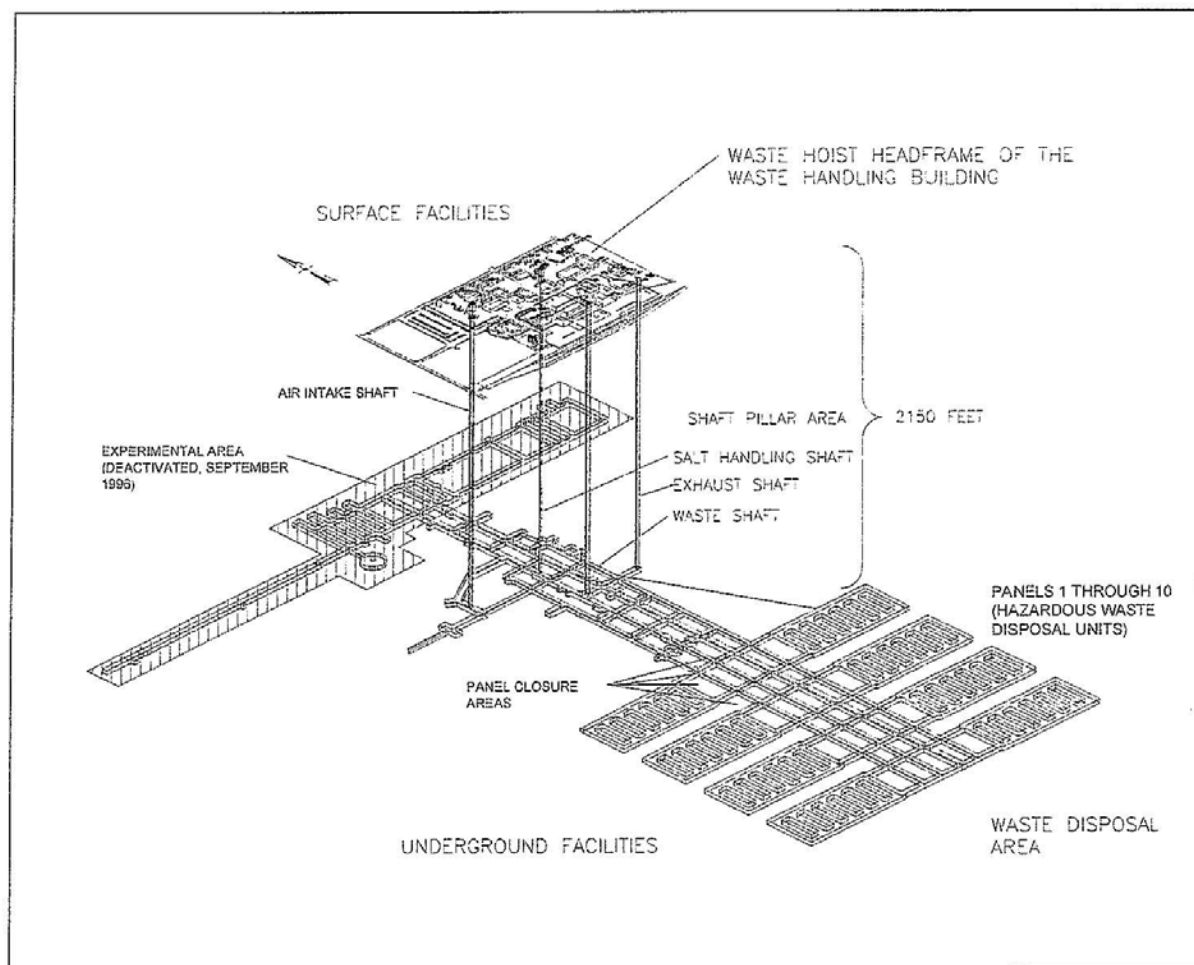 WASTE HOIST HEADFRAME OF THE
WASTE HANDLING BUILDING
SURFACE FACILITIES
AIR INTAKE SHAFT
SHAFT PILLAR AREA
2150 FEET
EXPERIMENTAL AREA
(DEACTIVATED, SEPTEMBER
1996)
SALT HANDLING SHAFT
EXHAUST SHAFT
WASTE SHAFT
PANELS 1 THROUGH 10
(HAZARDOUS WASTE
DISPOSAL UNITS)
PANEL CLOSURE
AREAS
UNDERGROUND FACILITIES
WASTE DISPOSAL
AREA